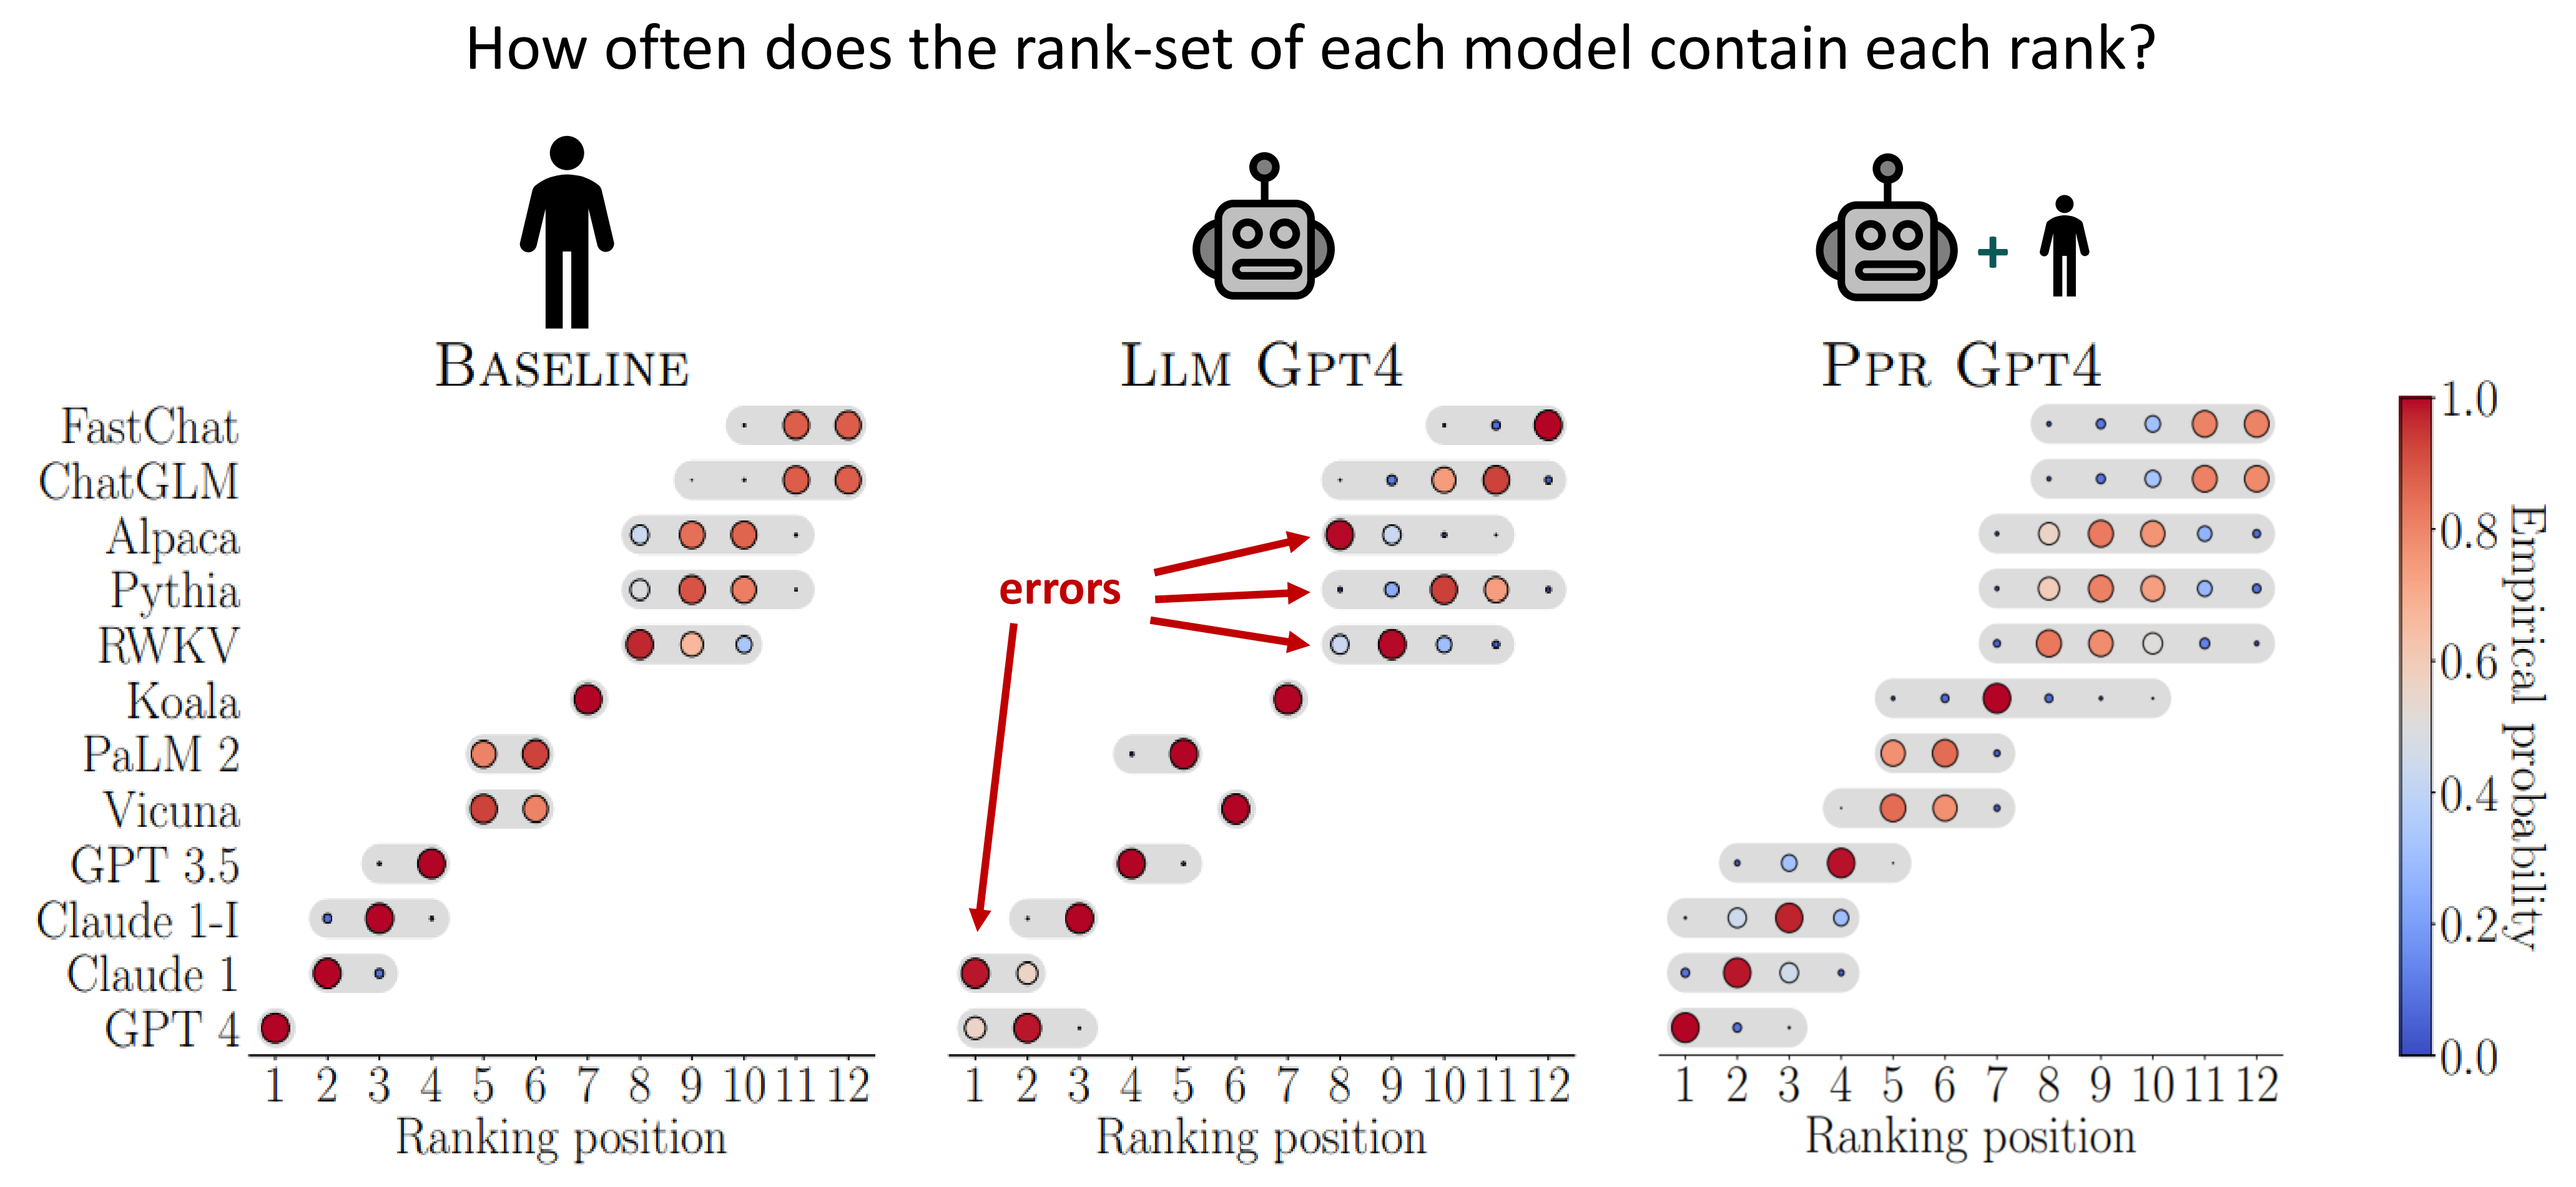 How often does the rank-set of each model contain each rank?
+
BASELINE
LLM GPT4
PPR GPT4
FastChat
ChatGLM
Alpaca
Pythia
RWKV
Koala
PaLM 2
Vicuna
GPT 3.5
Claude 1-I
Claude 1
GPT 4
errors
1 2 3 4 5 6 7 8 9 10 11 12
Ranking position
1 2 3 4 5 6 7 8 9 10 11 12
Ranking position
1 2 3 4 5 6 7 8 9 10 11 12
Ranking position
1.0
0.8
0.6
0.4
0.2
0.0
Empirical probability